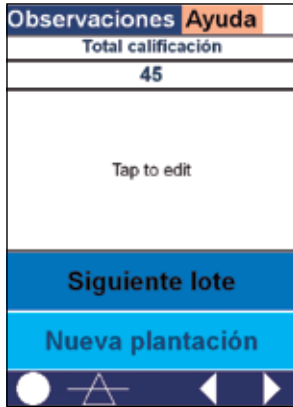 Observaciones Ayuda
Total calificación
45
Tap to edit
Siguiente lote
Nueva plantación